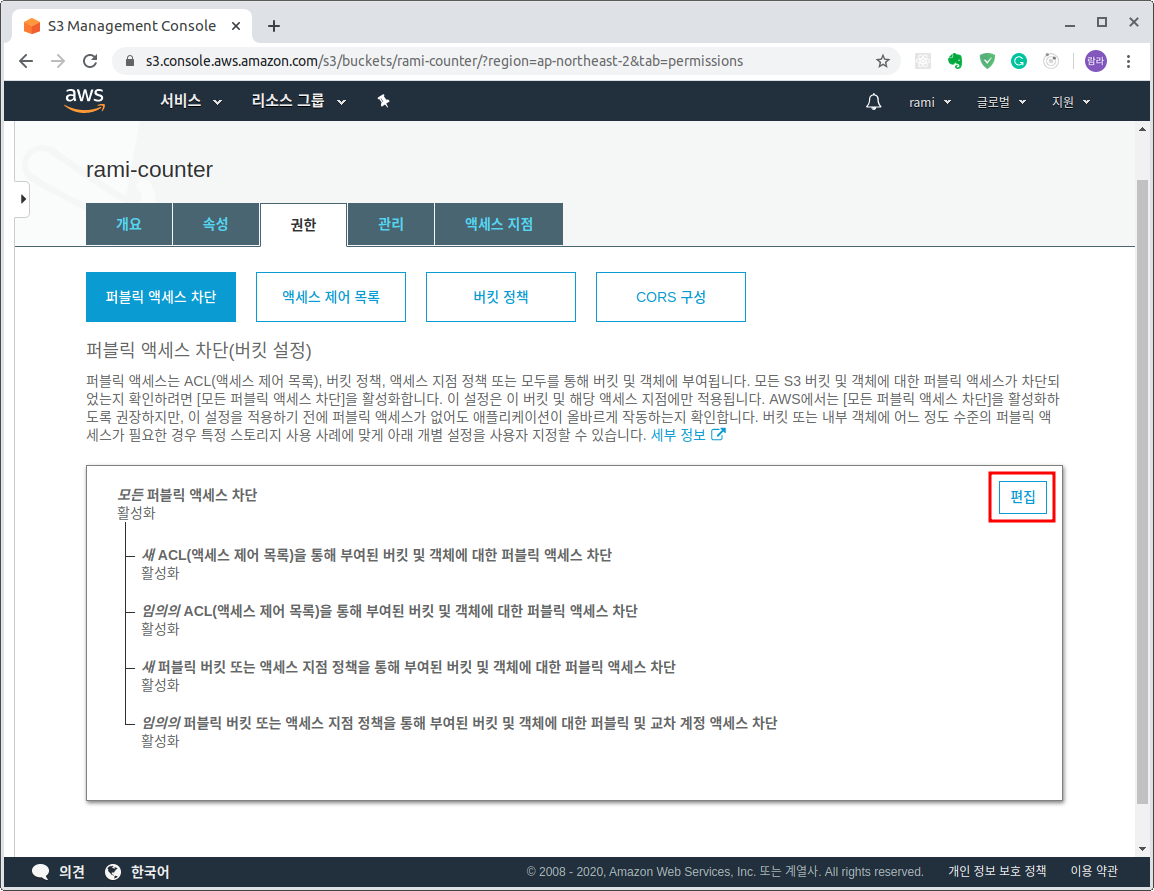 S3 Management Console
s3.console.aws.amazon.com/s3/buckets/rami-counter/?region=ap-northeast-2&tab=permissions
람라
aws 서비스 리소스 그룹 rami 글로벌 지원
rami-counter
개요 속성 권한 관리 액세스 지점
퍼블릭 액세스 차단 액세스 제어 목록 버킷 정책 CORS 구성
퍼블릭 액세스 차단(버킷 설정)
퍼블릭 액세스는 ACL(액세스 제어 목록), 버킷 정책, 액세스 지점 정책 또는 모두를 통해 버킷 및 객체에 부여됩니다. 모든 S3 버킷 및 객체에 대한 퍼블릭 액세스가 차단되
었는지 확인하려면 [모든 퍼블릭 액세스 차단]을 활성화합니다. 이 설정은 이 버킷 및 해당 액세스 지점에만 적용됩니다. AWS에서는 [모든 퍼블릭 액세스 차단]을 활성화하
도록 권장하지만, 이 설정을 적용하기 전에 퍼블릭 액세스가 없어도 애플리케이션이 올바르게 작동하는지 확인합니다. 버킷 또는 내부 객체에 어느 정도 수준의 퍼블릭 액
세스가 필요한 경우 특정 스토리지 사용 사례에 맞게 아래 개별 설정을 사용자 지정할 수 있습니다. 세부 정보
모든 퍼블릭 액세스 차단
활성화
편집
새 ACL(액세스 제어 목록)을 통해 부여된 버킷 및 객체에 대한 퍼블릭 액세스 차단
활성화
임의의 ACL(액세스 제어 목록)을 통해 부여된 버킷 및 객체에 대한 퍼블릭 액세스 차단
활성화
새 퍼블릭 버킷 또는 액세스 지점 정책을 통해 부여된 버킷 및 객체에 대한 퍼블릭 액세스 차단
활성화
임의의 퍼블릭 버킷 또는 액세스 지점 정책을 통해 부여된 버킷 및 객체에 대한 퍼블릭 및 교차 계정 액세스 차단
활성화
의견 한국어 © 2008 - 2020, Amazon Web Services, Inc. 또는 계열사. All rights reserved. 개인 정보 보호 정책 이용 약관